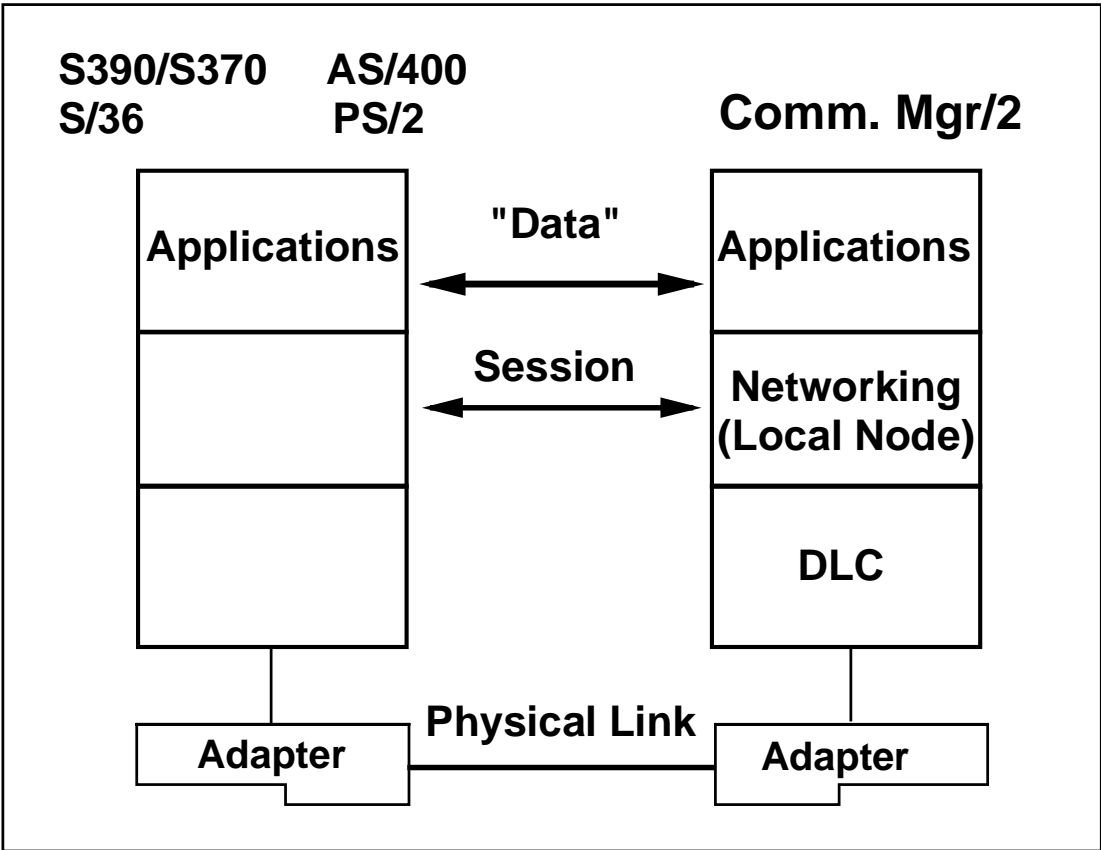 S390/S370 AS/400
S/36 PS/2
Comm. Mgr/2
"Data"
Applications
Applications
Session
Networking
(Local Node)
DLC
Physical Link
Adapter
Adapter